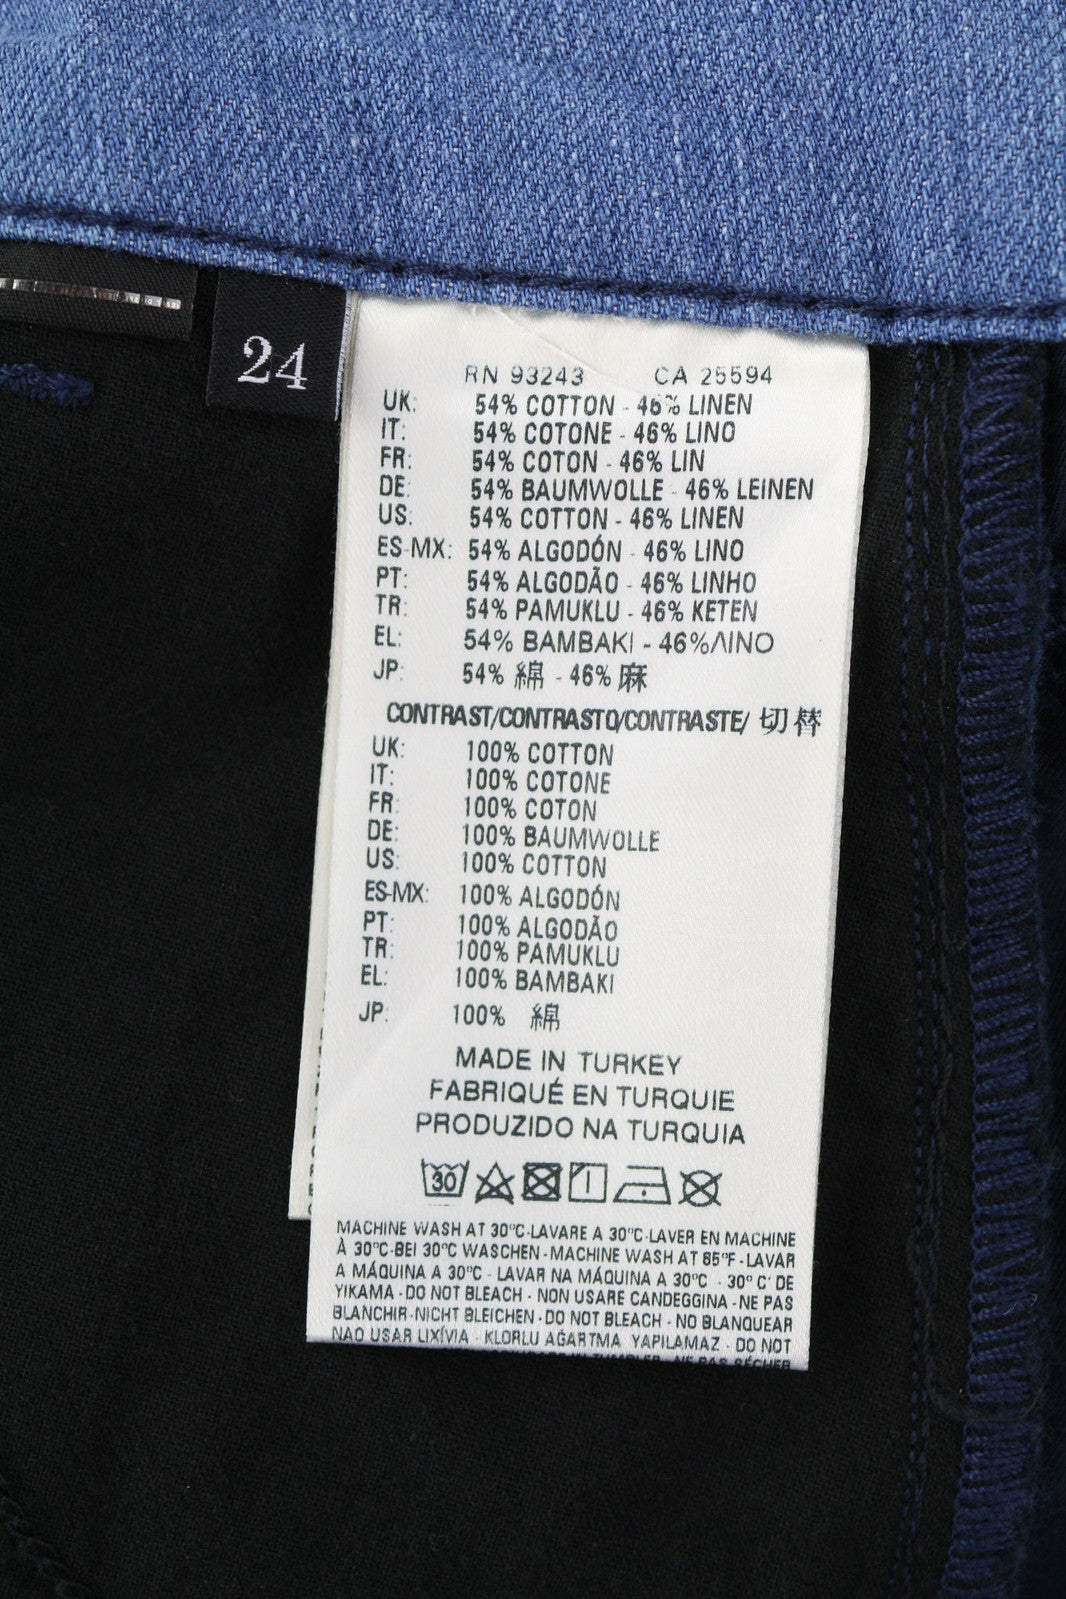 24
RN 93243 CA 25594
UK: 54% COTTON - 46% LINEN
IT: 54% COTONE - 46% LINO
FR: 54% COTON - 46% LIN
DE: 54% BAUMWOLLE - 46% LEINEN
US: 54% COTTON - 46% LINEN
ES-MX: 54% ALGODÓN - 46% LINO
PT: 54% ALGODÃO - 46% LINHO
TR: 54% PAMUKLU - 46% KETEN
EL: 54% BAMBAKI - 46%ΛINO
JP: 54% 綿 - 46% 麻
CONTRAST/CONTRASTO/CONTRASTE/ 切替
UK: 100% COTTON
IT: 100% COTONE
FR: 100% COTON
DE: 100% BAUMWOLLE
US: 100% COTTON
ES-MX: 100% ALGODÓN
PT: 100% ALGODÃO
TR: 100% PAMUKLU
EL: 100% BAMBAKI
JP: 100% 綿
MADE IN TURKEY
FABRIQUÉ EN TURQUIE
PRODUZIDO NA TURQUIA
30
MACHINE WASH AT 30°C-LAVARE A 30°C-LAVER EN MACHINE
À 30°C-BEI 30°C WASCHEN-MACHINE WASH AT 85°F-LAVAR
A MÁQUINA A 30°C - LAVAR NA MÁQUINA A 30°C - 30° C' DE
YIKAMA - DO NOT BLEACH - NON USARE CANDEGGINA - NE PAS
BLANCHIR-NICHT BLEICHEN-DO NOT BLEACH - NO BLANQUEAR
NAO USAR LIXÍVIA - KLORLU AĞARTMA YAPILAMAZ - DO NOT
NE PAS SÉCHER